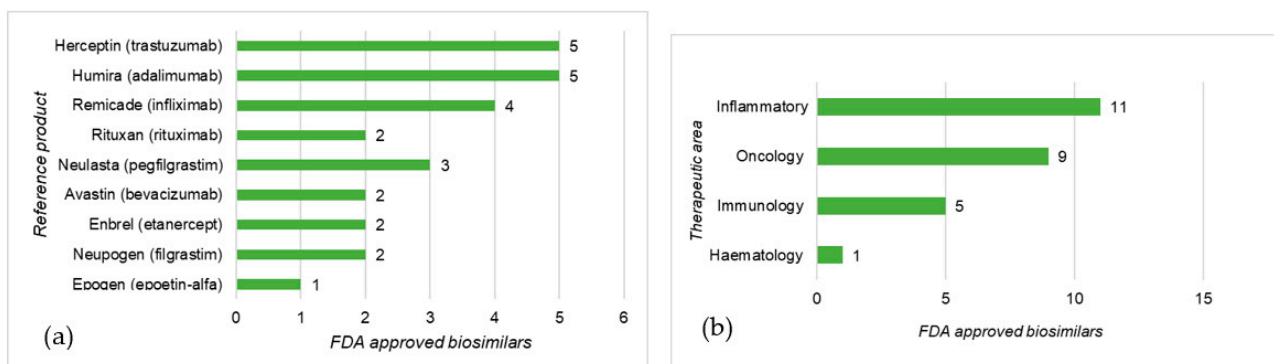 Reference product
Herceptin (trastuzumab) 5
Humira (adalimumab) 5
Remicade (infliximab) 4
Rituxan (rituximab) 2
Neulasta (pegfilgrastim) 3
Avastin (bevacizumab) 2
Enbrel (etanercept) 2
Neupogen (filgrastim) 2
Epogen (epoetin-alfa) 1
0 1 2 3 4 5 6
FDA approved biosimilars
(a)
Therapeutic area
Inflammatory 11
Oncology 9
Immunology 5
Haematology 1
0 5 10 15
FDA approved biosimilars
(b)